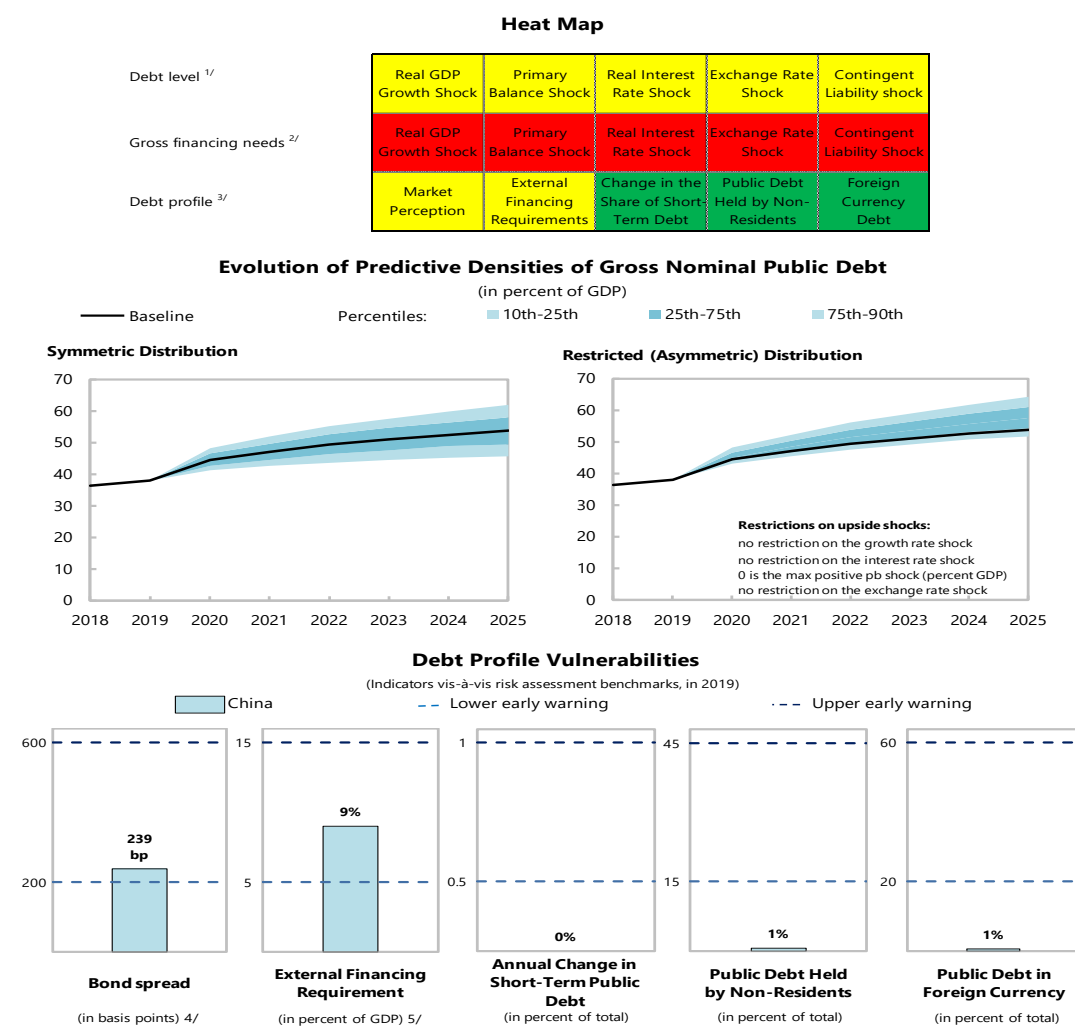 Heat Map
Debt level 1/
Real GDP Growth Shock
Primary Balance Shock
Real Interest Rate Shock
Exchange Rate Shock
Contingent Liability shock
Gross financing needs 2/
Real GDP Growth Shock
Primary Balance Shock
Real Interest Rate Shock
Exchange Rate Shock
Contingent Liability Shock
Debt profile 3/
Market Perception
External Financing Requirements
Change in the Share of Short-Term Debt
Public Debt Held by Non-Residents
Foreign Currency Debt
Evolution of Predictive Densities of Gross Nominal Public Debt
(in percent of GDP)
Baseline
Percentiles:
10th-25th
25th-75th
75th-90th
Symmetric Distribution
70
60
50
40
30
20
10
0
2018 2019 2020 2021 2022 2023 2024 2025
Restricted (Asymmetric) Distribution
70
60
50
40
30
20
10
0
Restrictions on upside shocks:
no restriction on the growth rate shock
no restriction on the interest rate shock
0 is the max positive pb shock (percent GDP)
no restriction on the exchange rate shock
2018 2019 2020 2021 2022 2023 2024 2025
Debt Profile Vulnerabilities
(Indicators vis-à-vis risk assessment benchmarks, in 2019)
China
Lower early warning
Upper early warning
600
200
239
bp
Bond spread
(in basis points) 4/
15
5
9%
External Financing
Requirement
(in percent of GDP) 5/
1
0.5
0%
Annual Change in
Short-Term Public
Debt
(in percent of total)
45
15
1%
Public Debt Held
by Non-Residents
(in percent of total)
60
20
1%
Public Debt in
Foreign Currency
(in percent of total)